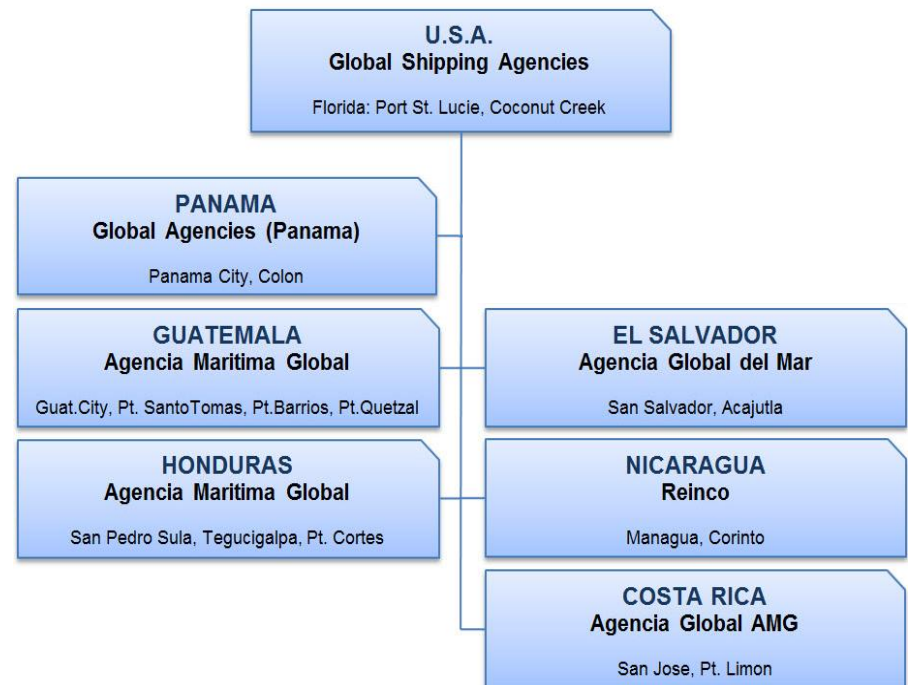 U.S.A.
Global Shipping Agencies
Florida: Port St. Lucie, Coconut Creek
PANAMA
Global Agencies (Panama)
Panama City, Colon
GUATEMALA
Agencia Maritima Global
Guat.City, Pt. SantoTomas, Pt.Barrios, Pt.Quetzal
EL SALVADOR
Agencia Global del Mar
San Salvador, Acajutla
HONDURAS
Agencia Maritima Global
San Pedro Sula, Tegucigalpa, Pt. Cortes
NICARAGUA
Reinco
Managua, Corinto
COSTA RICA
Agencia Global AMG
San Jose, Pt. Limon